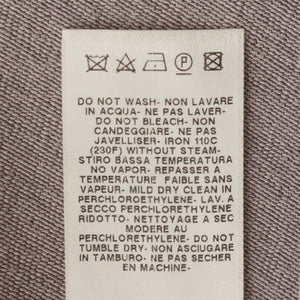 P
DO NOT WASH- NON LAVARE
IN ACQUA- NE PAS LAVER-
DO NOT BLEACH- NON
CANDEGGIARE- NE PAS
JAVELLISER- IRON 110C
(230F) WITHOUT STEAM-
STIRO BASSA TEMPERATURA
NO VAPOR- REPASSER A
TEMPERATURE FAIBLE SANS
VAPEUR- MILD DRY CLEAN IN
PERCHLOROETHYLENE- LAV. A
SECCO PERCHLORETHYLENE
RIDOTTO- NETTOYAGE A SEC
MODERE AU
PERCHLORETHYLENE- DO NOT
TUMBLE DRY- NON ASCIUGARE
IN TAMBURO- NE PAS SECHER
EN MACHINE-